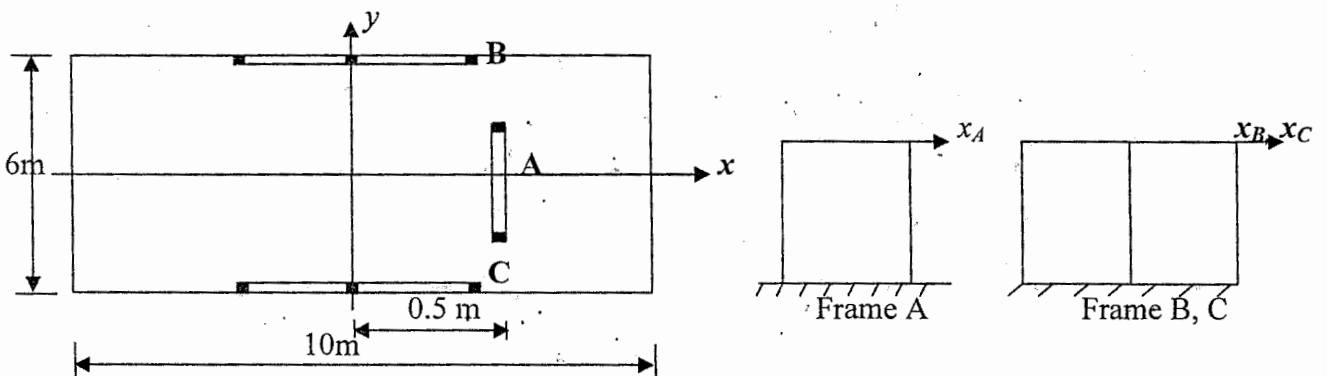 y
B
6m
A
x
C
0.5 m
10m
x_A
x_B, x_C
Frame A
Frame B, C